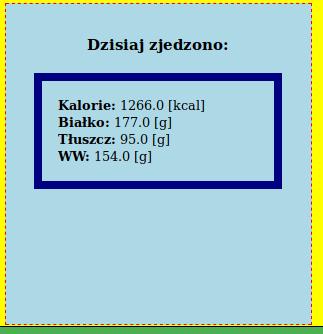 Dzisiaj zjedzono:
Kalorie: 1266.0 [kcal]
Białko: 177.0 [g]
Tłuszcz: 95.0 [g]
WW: 154.0 [g]